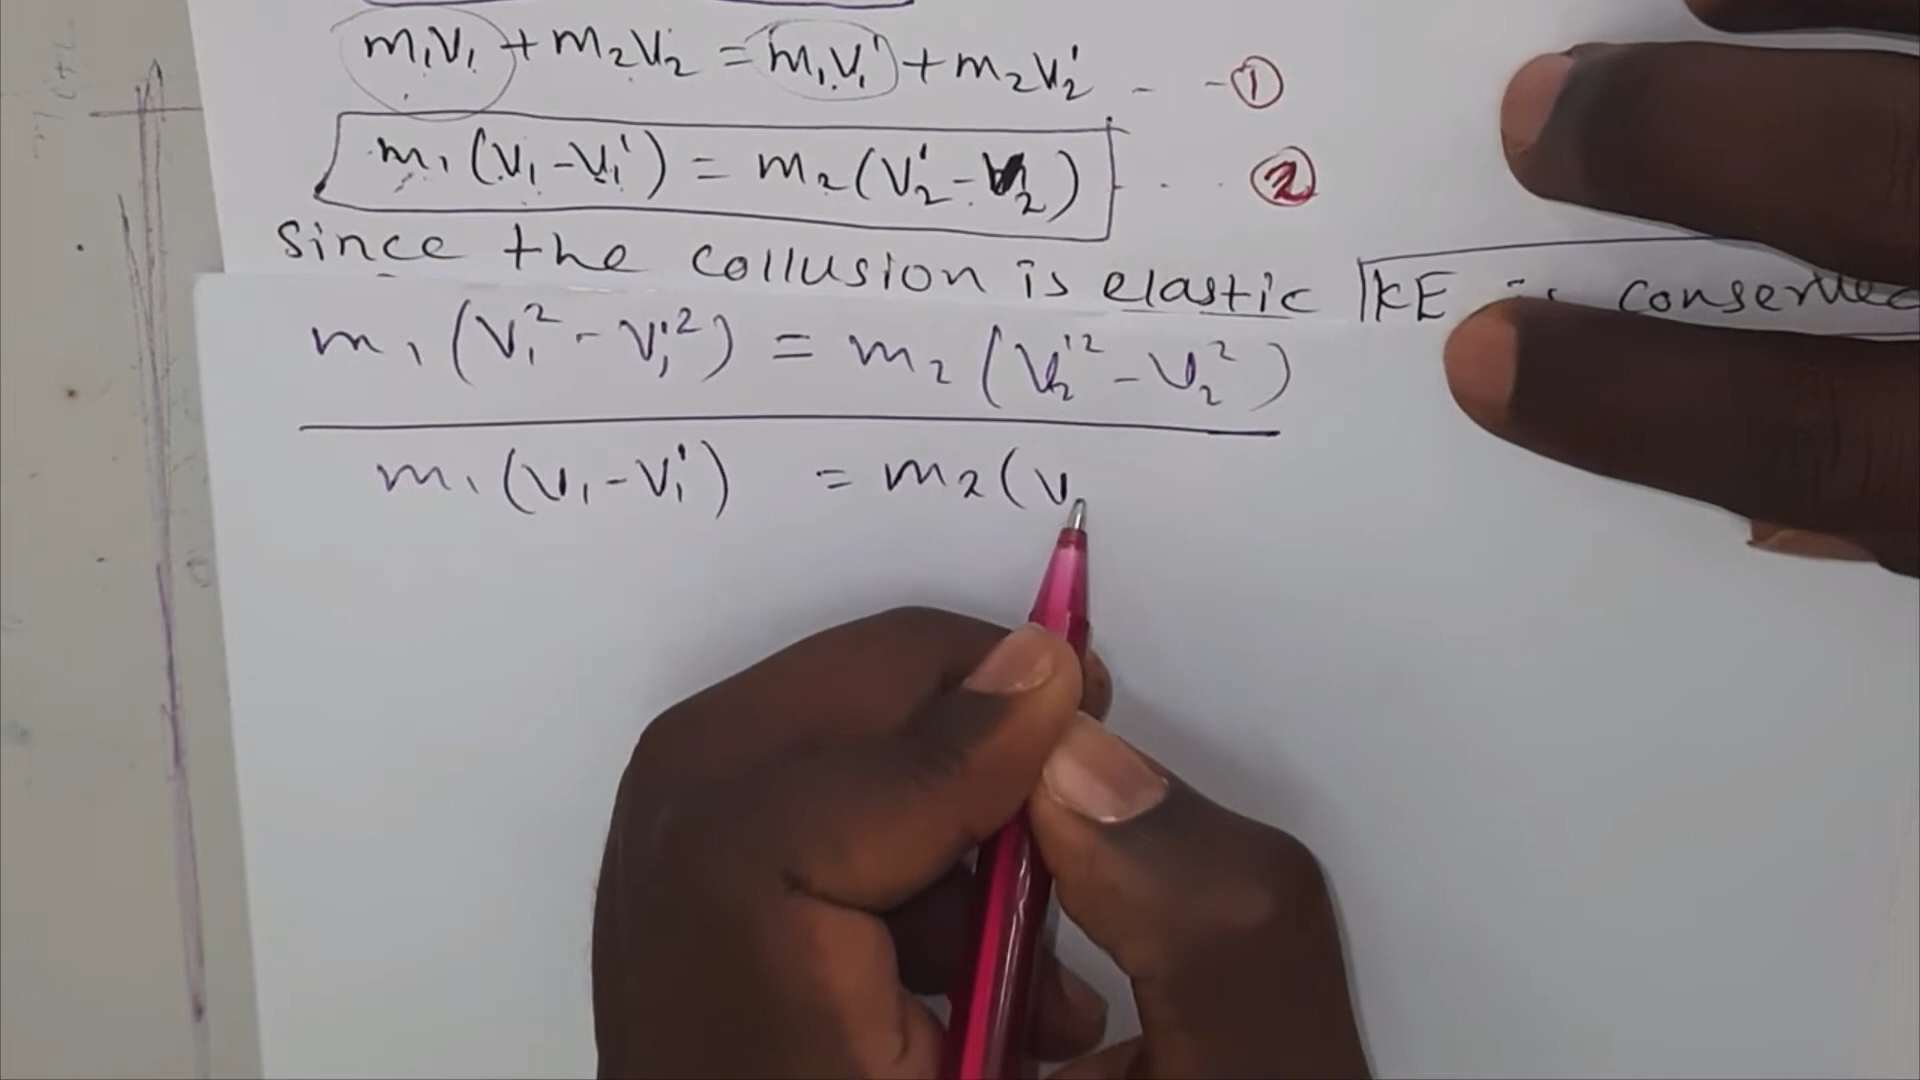 m₁v₁ + m₂v₂ = m₁v₁' + m₂v₂' - - ①
m₁(v₁ - v₁') = m₂(v₂' - v₂) - - ②
since the collusion is elastic KE is conserved
m₁(v₁² - v₁'²) = m₂(v₂'² - v₂²)
m₁(v₁ - v₁') = m₂(v